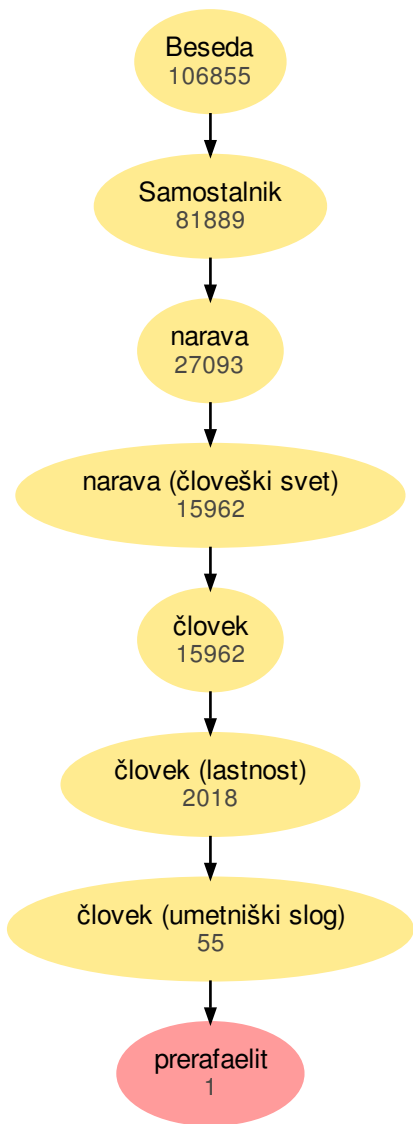 Beseda
106855
Samostalnik
81889
narava
27093
narava (človeški svet)
15962
človek
15962
človek (lastnost)
2018
človek (umetniški slog)
55
prerafaelit
1